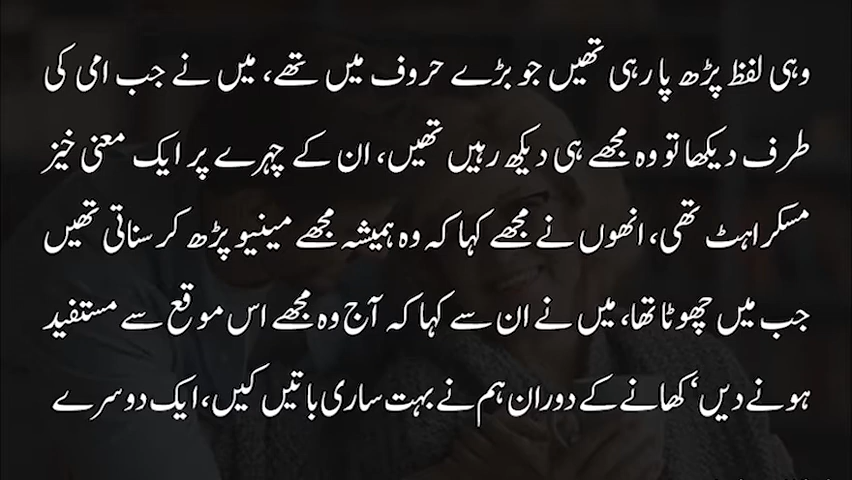 وہی لفظ پڑھ پا رہی تھیں جو بڑے حروف میں تھے، میں نے جب امی کی
طرف دیکھا تو وہ مجھے ہی دیکھ رہیں تھیں، ان کے چہرے پر ایک معنی خیز
مسکراہٹ تھی، انھوں نے مجھے کہا کہ وہ ہمیشہ مجھے مینیو پڑھ کر سناتی تھیں
جب میں چھوٹا تھا، میں نے ان سے کہا کہ آج وہ مجھے اس موقع سے مستفید
ہونے دیں‘ کھانے کے دوران ہم نے بہت ساری باتیں کیں، ایک دوسرے